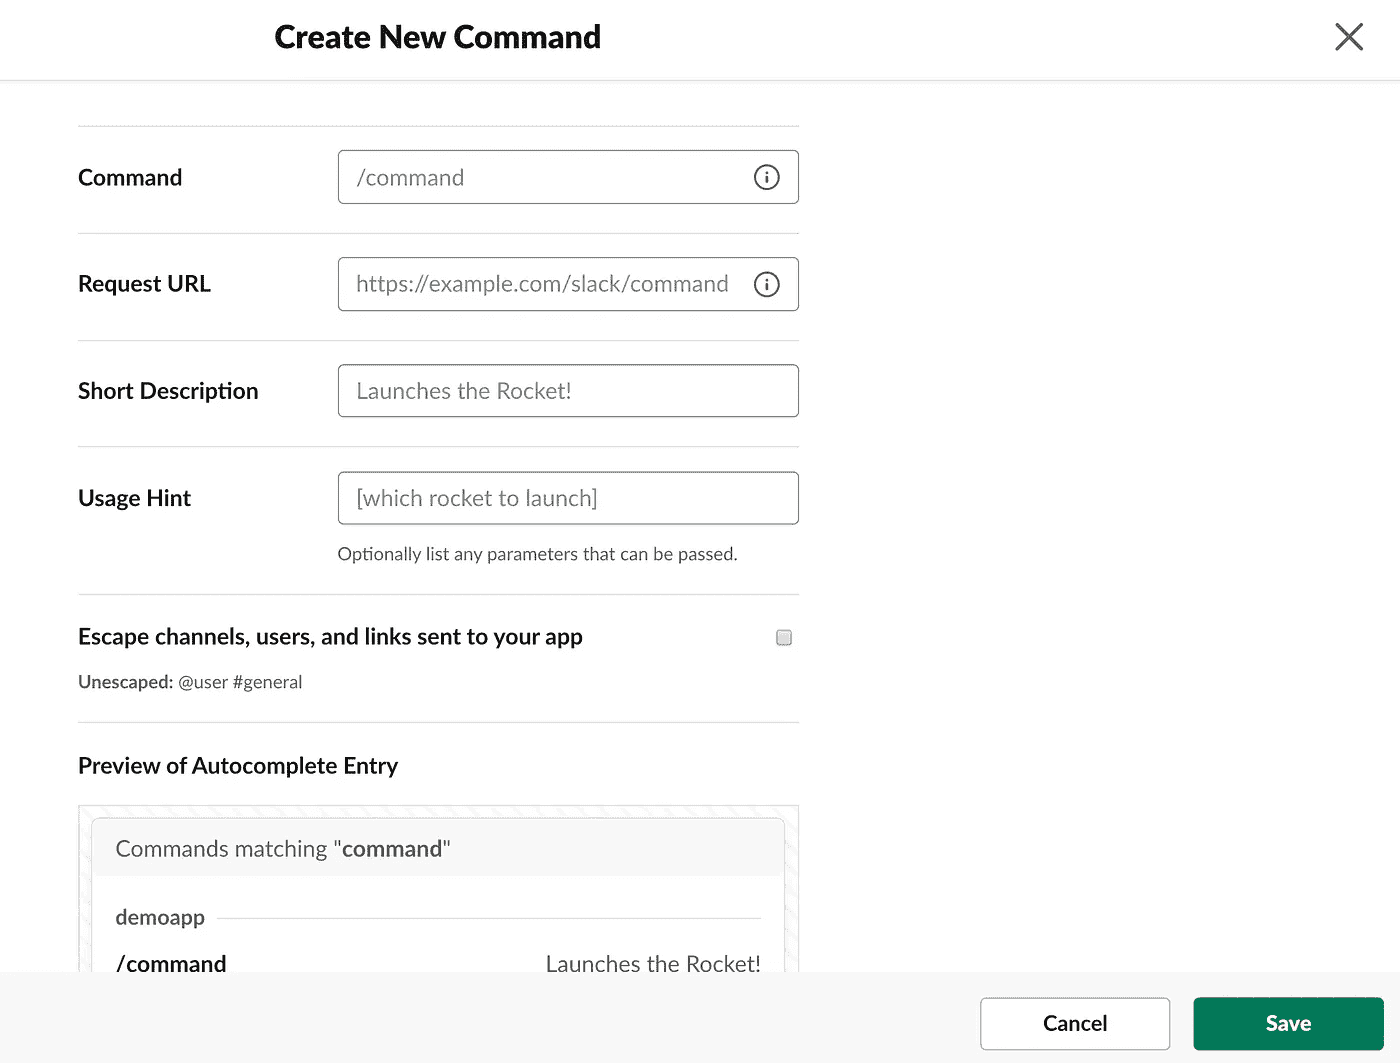 Create New Command
Command
/command
Request URL
https://example.com/slack/command
Short Description
Launches the Rocket!
Usage Hint
[which rocket to launch]
Optionally list any parameters that can be passed.
Escape channels, users, and links sent to your app
Unescaped: @user #general
Preview of Autocomplete Entry
Commands matching "command"
demoapp
/command Launches the Rocket!
Cancel Save